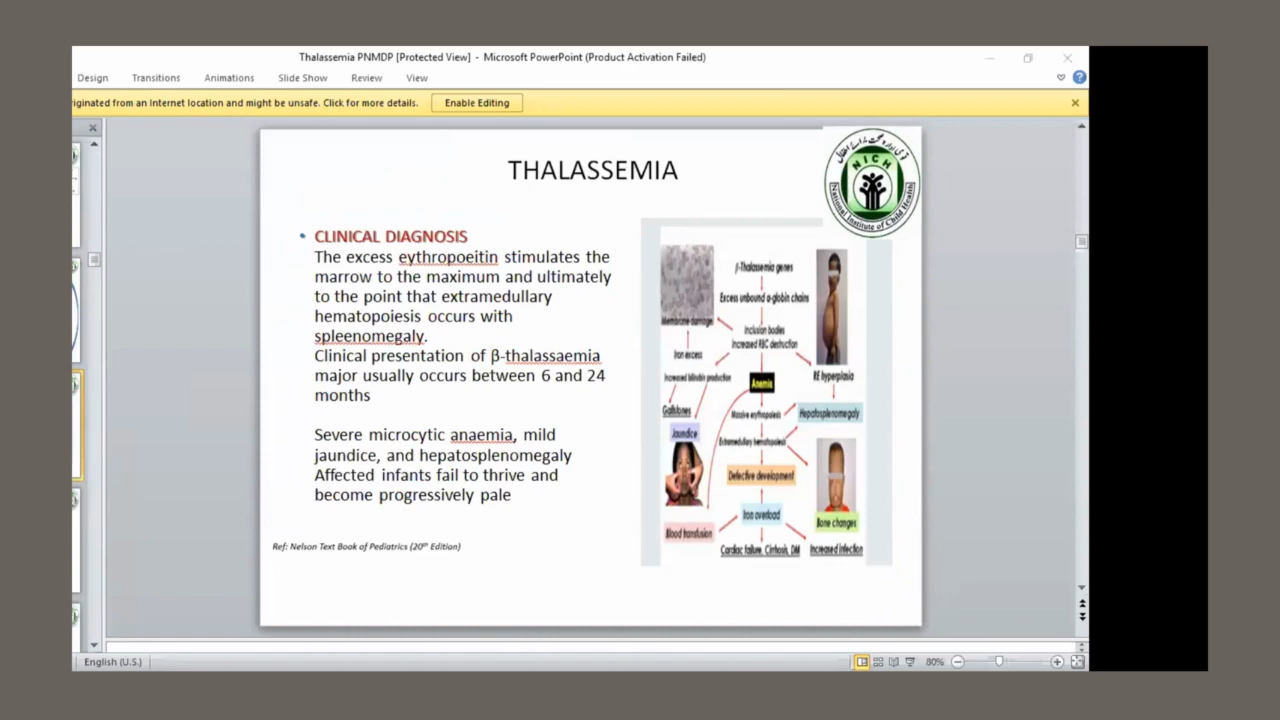 Thalassemia PNMDP [Protected View] - Microsoft PowerPoint (Product Activation Failed)
Design Transitions Animations Slide Show Review View
iginated from an Internet location and might be unsafe. Click for more details. Enable Editing
THALASSEMIA
قومی ادارہ صحت برائے اطفال
NICH
National Institute of Child Health
• CLINICAL DIAGNOSIS
The excess eythropoeitin stimulates the
marrow to the maximum and ultimately
to the point that extramedullary
hematopoiesis occurs with
spleenomegaly.
Clinical presentation of β-thalassaemia
major usually occurs between 6 and 24
months
Severe microcytic anaemia, mild
jaundice, and hepatosplenomegaly
Affected infants fail to thrive and
become progressively pale
Ref: Nelson Text Book of Pediatrics (20th Edition)
β-Thalassemia genes
Excess unbound α-globin chains
Membrane damage
Inclusion bodies
Increased RBC destruction
Iron excess
Increased bilirubin production
RE hyperplasia
Anemia
Gallstones
Massive erythropoiesis
Hepatosplenomegaly
Jaundice
Extramedullary hematopoiesis
Defective development
Iron overload
Bone changes
Blood transfusion
Cardiac failure, Cirrhosis, DM
Increased infection
English (U.S.)
80%